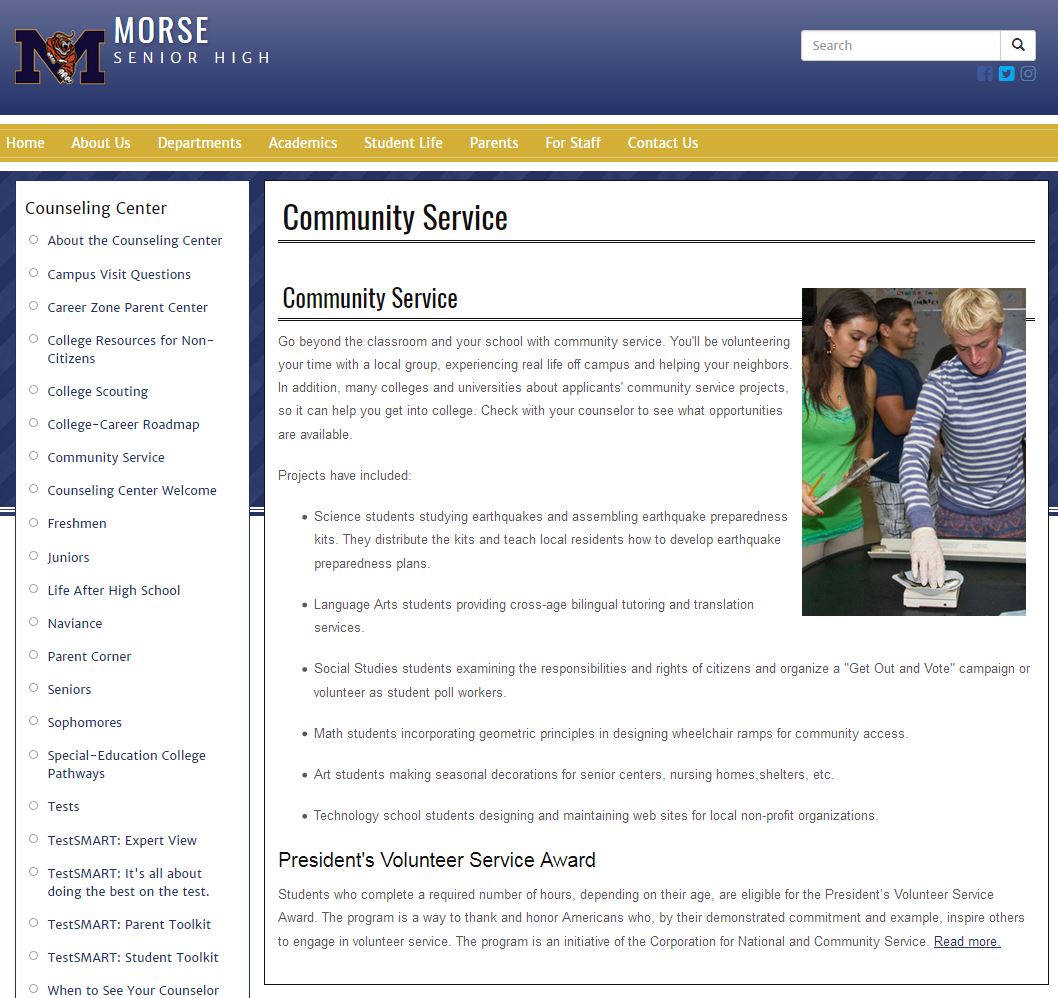 M
MORSE
SENIOR HIGH
Search
Home About Us Departments Academics Student Life Parents For Staff Contact Us
Counseling Center
About the Counseling Center
Campus Visit Questions
Career Zone Parent Center
College Resources for Non-
Citizens
College Scouting
College-Career Roadmap
Community Service
Counseling Center Welcome
Freshmen
Juniors
Life After High School
Naviance
Parent Corner
Seniors
Sophomores
Special-Education College
Pathways
Tests
TestSMART: Expert View
TestSMART: It's all about
doing the best on the test.
TestSMART: Parent Toolkit
TestSMART: Student Toolkit
When to See Your Counselor
Community Service
Community Service
Go beyond the classroom and your school with community service. You'll be volunteering
your time with a local group, experiencing real life off campus and helping your neighbors.
In addition, many colleges and universities about applicants' community service projects,
so it can help you get into college. Check with your counselor to see what opportunities
are available.
Projects have included:
Science students studying earthquakes and assembling earthquake preparedness
kits. They distribute the kits and teach local residents how to develop earthquake
preparedness plans.
Language Arts students providing cross-age bilingual tutoring and translation
services.
Social Studies students examining the responsibilities and rights of citizens and organize a "Get Out and Vote" campaign or
volunteer as student poll workers.
Math students incorporating geometric principles in designing wheelchair ramps for community access.
Art students making seasonal decorations for senior centers, nursing homes,shelters, etc.
Technology school students designing and maintaining web sites for local non-profit organizations.
President's Volunteer Service Award
Students who complete a required number of hours, depending on their age, are eligible for the President's Volunteer Service
Award. The program is a way to thank and honor Americans who, by their demonstrated commitment and example, inspire others
to engage in volunteer service. The program is an initiative of the Corporation for National and Community Service. Read more.